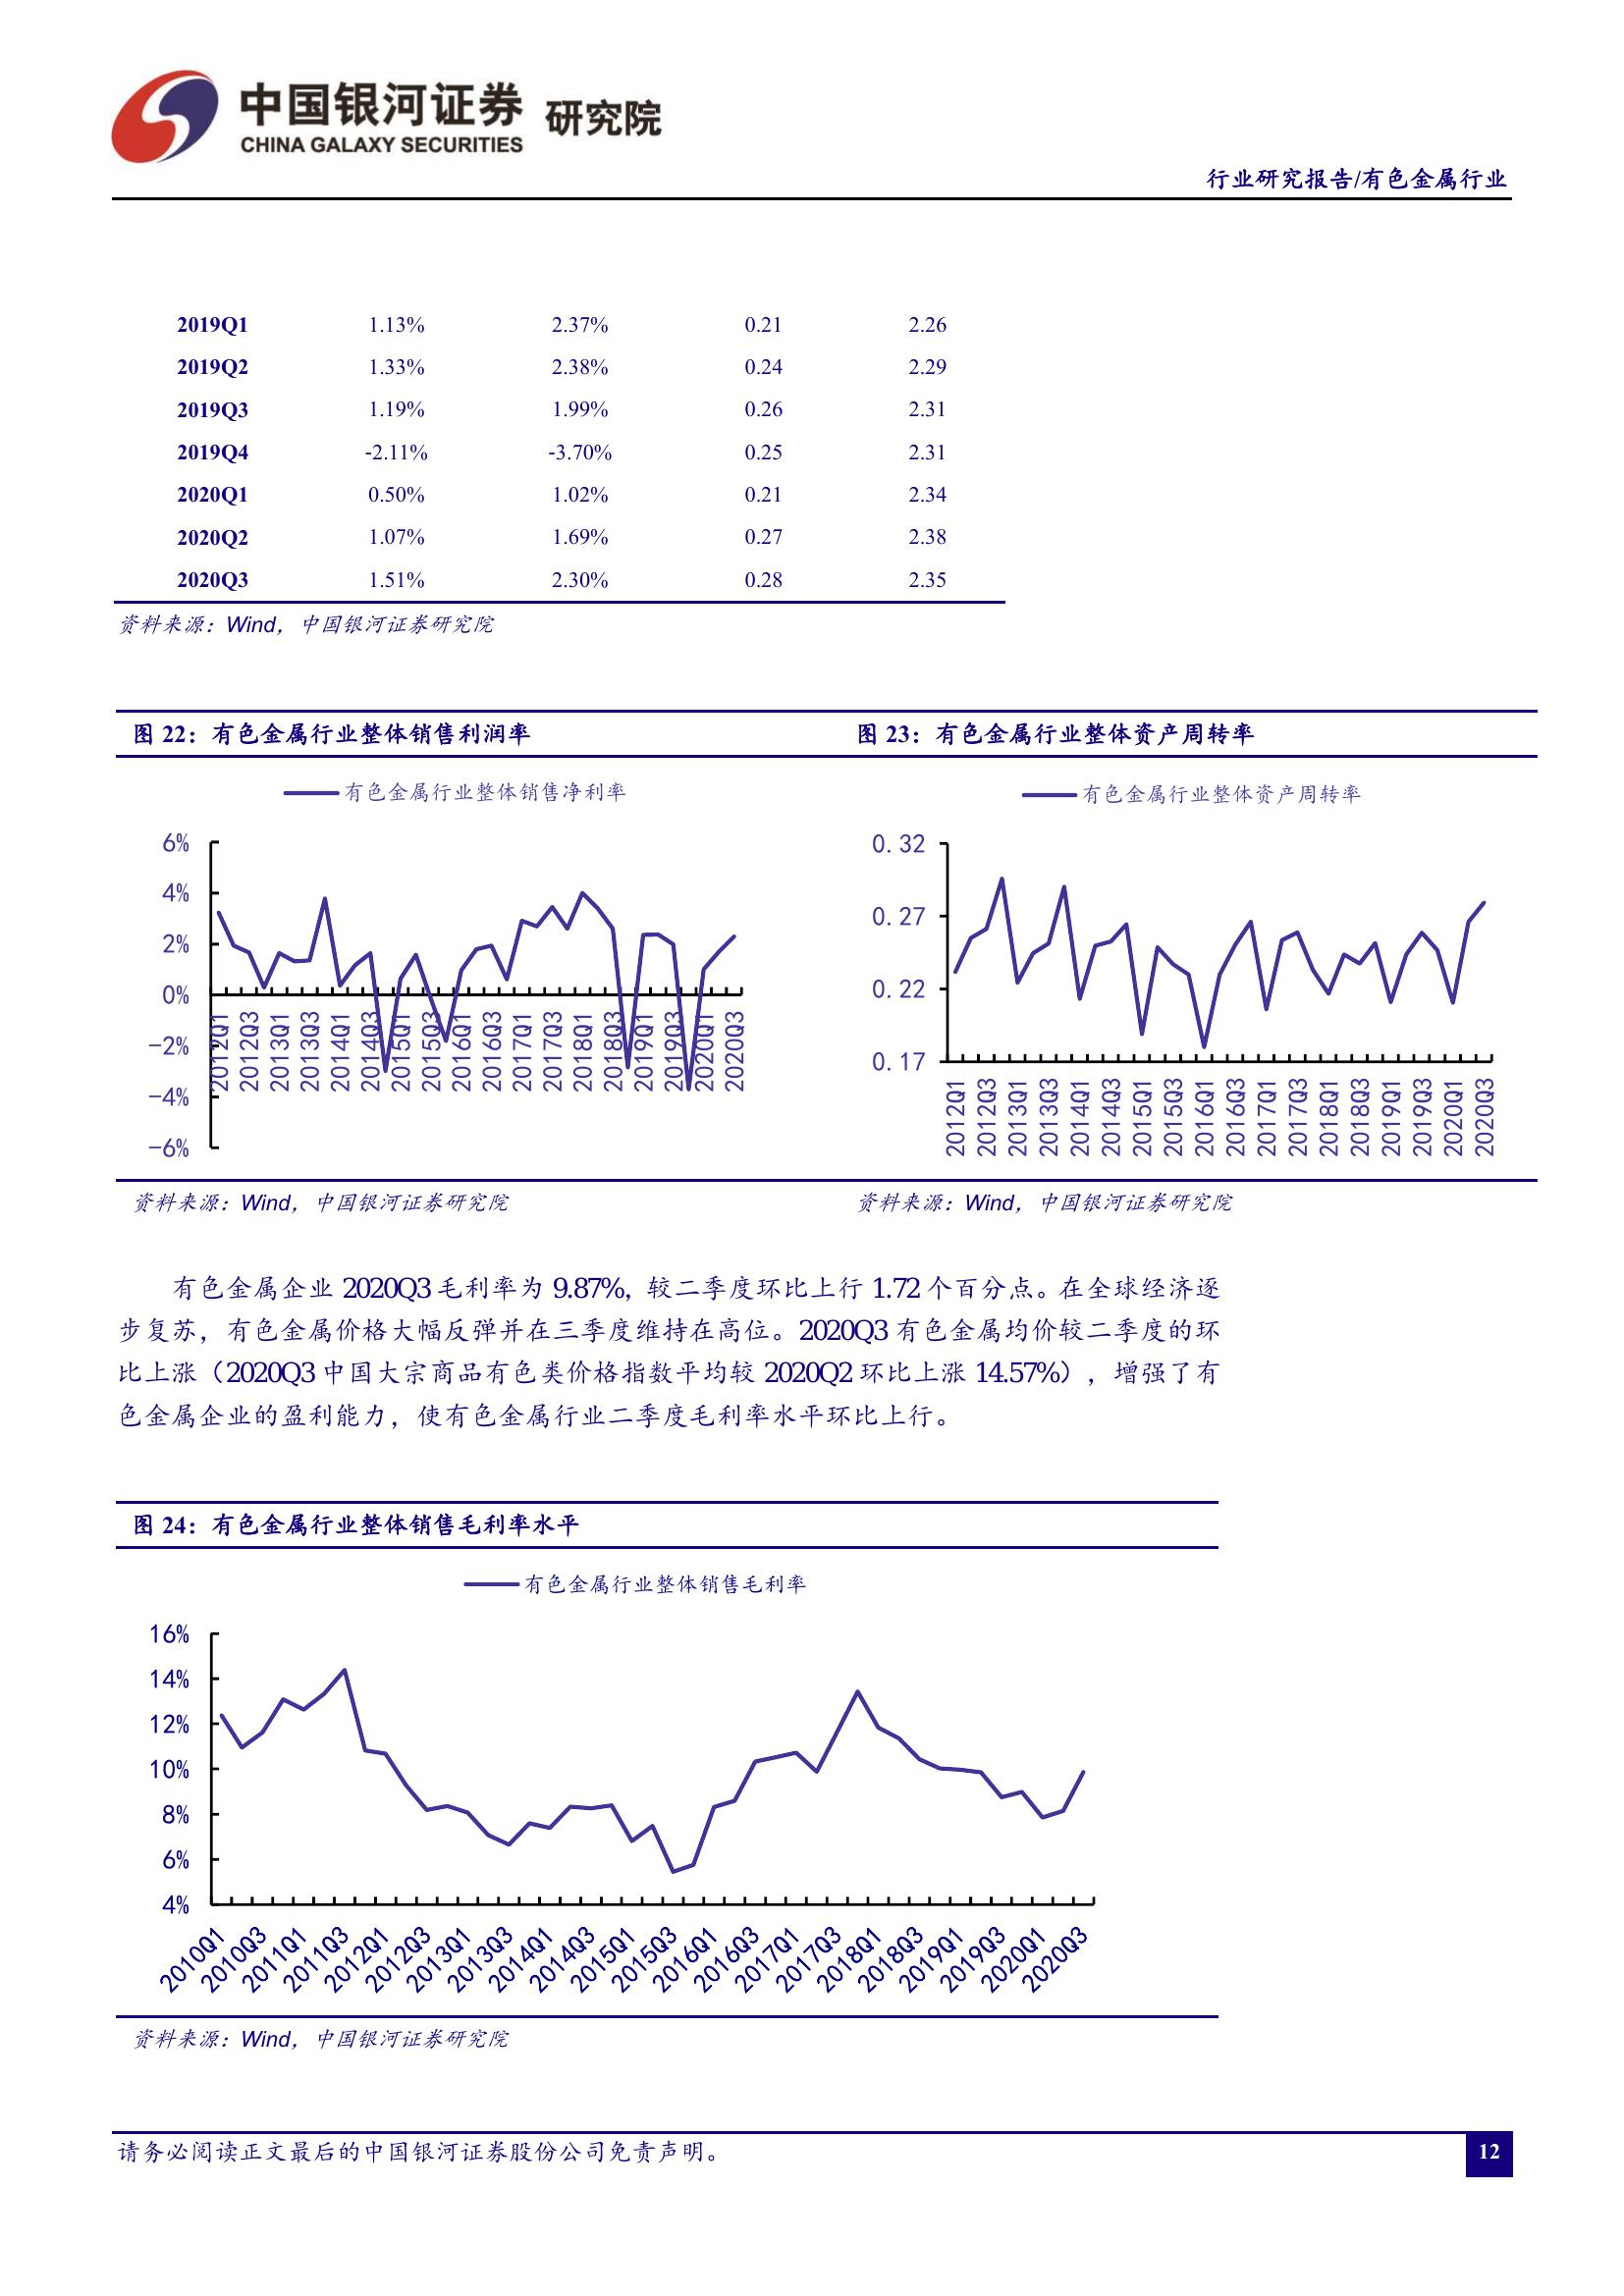 中国银河证券 研究院
CHINA GALAXY SECURITIES
行业研究报告/有色金属行业
2019Q1 1.13% 2.37% 0.21 2.26
2019Q2 1.33% 2.38% 0.24 2.29
2019Q3 1.19% 1.99% 0.26 2.31
2019Q4 -2.11% -3.70% 0.25 2.31
2020Q1 0.50% 1.02% 0.21 2.34
2020Q2 1.07% 1.69% 0.27 2.38
2020Q3 1.51% 2.30% 0.28 2.35
资料来源：Wind，中国银河证券研究院
图 22：有色金属行业整体销售利润率
有色金属行业整体销售净利率
6%
4%
2%
0%
-2%
-4%
-6%
2012Q1 2012Q3 2013Q1 2013Q3 2014Q1 2014Q3 2015Q1 2015Q3 2016Q1 2016Q3 2017Q1 2017Q3 2018Q1 2018Q3 2019Q1 2019Q3 2020Q1 2020Q3
资料来源：Wind，中国银河证券研究院
图 23：有色金属行业整体资产周转率
有色金属行业整体资产周转率
0.32
0.27
0.22
0.17
2012Q1 2012Q3 2013Q1 2013Q3 2014Q1 2014Q3 2015Q1 2015Q3 2016Q1 2016Q3 2017Q1 2017Q3 2018Q1 2018Q3 2019Q1 2019Q3 2020Q1 2020Q3
资料来源：Wind，中国银河证券研究院
有色金属企业 2020Q3 毛利率为 9.87%，较二季度环比上行 1.72 个百分点。在全球经济逐
步复苏，有色金属价格大幅反弹并在三季度维持在高位。2020Q3 有色金属均价较二季度的环
比上涨（2020Q3 中国大宗商品有色类价格指数平均较 2020Q2 环比上涨 14.57%），增强了有
色金属企业的盈利能力，使有色金属行业二季度毛利率水平环比上行。
图 24：有色金属行业整体销售毛利率水平
有色金属行业整体销售毛利率
16%
14%
12%
10%
8%
6%
4%
2010Q1 2010Q3 2011Q1 2011Q3 2012Q1 2012Q3 2013Q1 2013Q3 2014Q1 2014Q3 2015Q1 2015Q3 2016Q1 2016Q3 2017Q1 2017Q3 2018Q1 2018Q3 2019Q1 2019Q3 2020Q1 2020Q3
资料来源：Wind，中国银河证券研究院
请务必阅读正文最后的中国银河证券股份公司免责声明。
12